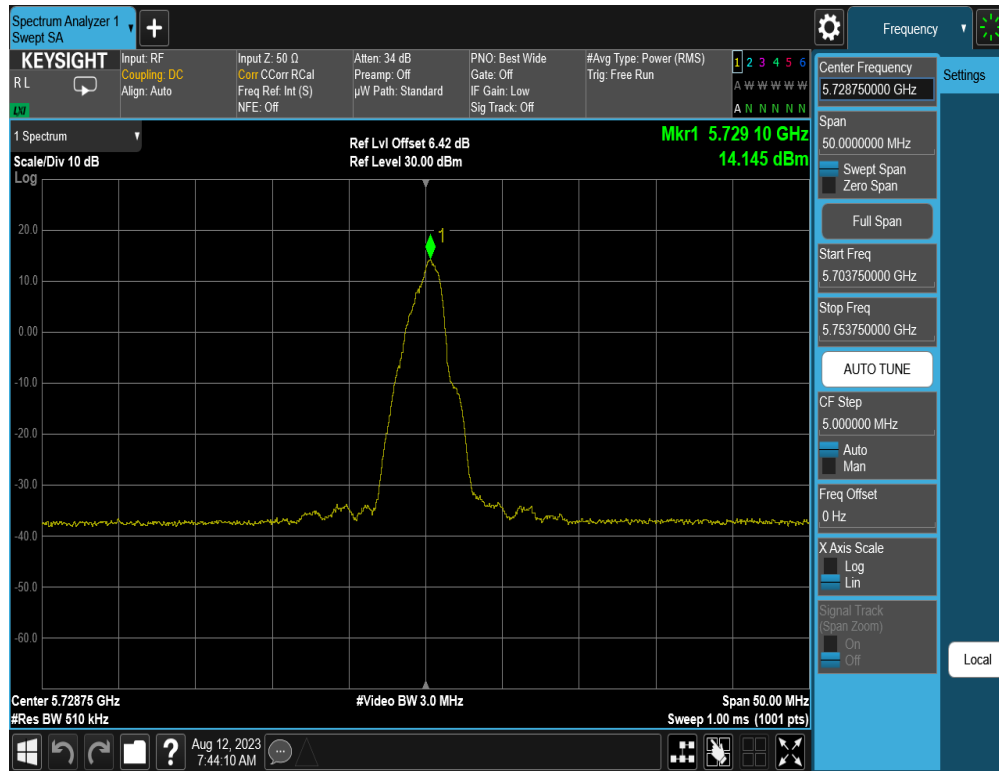 Spectrum Analyzer 1
Swept SA
+
Frequency
KEYSIGHT
R L
LXI
Input: RF
Coupling: DC
Align: Auto
Input Z: 50 Ω
Corr CCorr RCal
Freq Ref: Int (S)
NFE: Off
Atten: 34 dB
Preamp: Off
µW Path: Standard
PNO: Best Wide
Gate: Off
IF Gain: Low
Sig Track: Off
#Avg Type: Power (RMS)
Trig: Free Run
1 2 3 4 5 6
A W W W W W
A N N N N N
1 Spectrum
Scale/Div 10 dB
Log
Ref Lvl Offset 6.42 dB
Ref Level 30.00 dBm
Mkr1 5.729 10 GHz
14.145 dBm
1
20.0
10.0
0.00
-10.0
-20.0
-30.0
-40.0
-50.0
-60.0
Center 5.72875 GHz
#Res BW 510 kHz
#Video BW 3.0 MHz
Span 50.00 MHz
Sweep 1.00 ms (1001 pts)
Center Frequency
5.728750000 GHz
Span
50.0000000 MHz
Swept Span
Zero Span
Full Span
Start Freq
5.703750000 GHz
Stop Freq
5.753750000 GHz
AUTO TUNE
CF Step
5.000000 MHz
Auto
Man
Freq Offset
0 Hz
X Axis Scale
Log
Lin
Signal Track
(Span Zoom)
On
Off
Settings
Local
?
Aug 12, 2023
7:44:10 AM